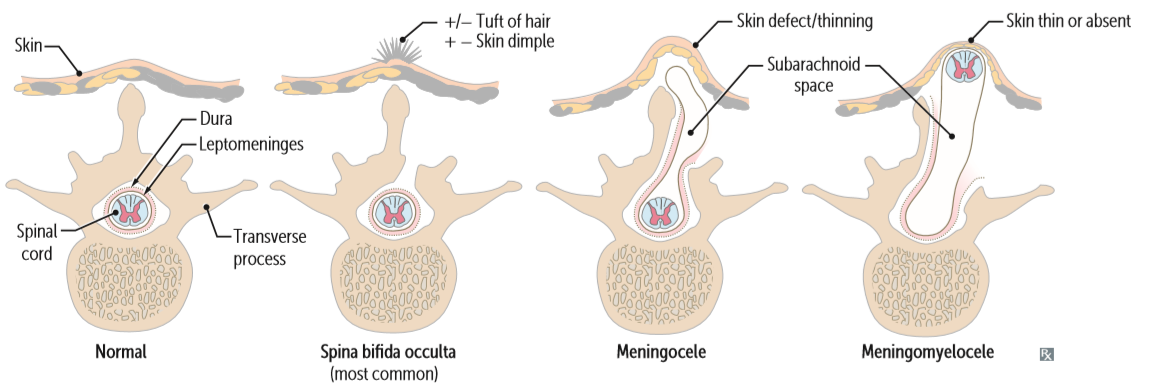 +/− Tuft of hair
+ − Skin dimple
Skin defect/thinning
Skin thin or absent
Skin
Subarachnoid
space
Dura
Leptomeninges
Spinal
cord
Transverse
process
Normal
Spina bifida occulta
(most common)
Meningocele
Meningomyelocele
Rx